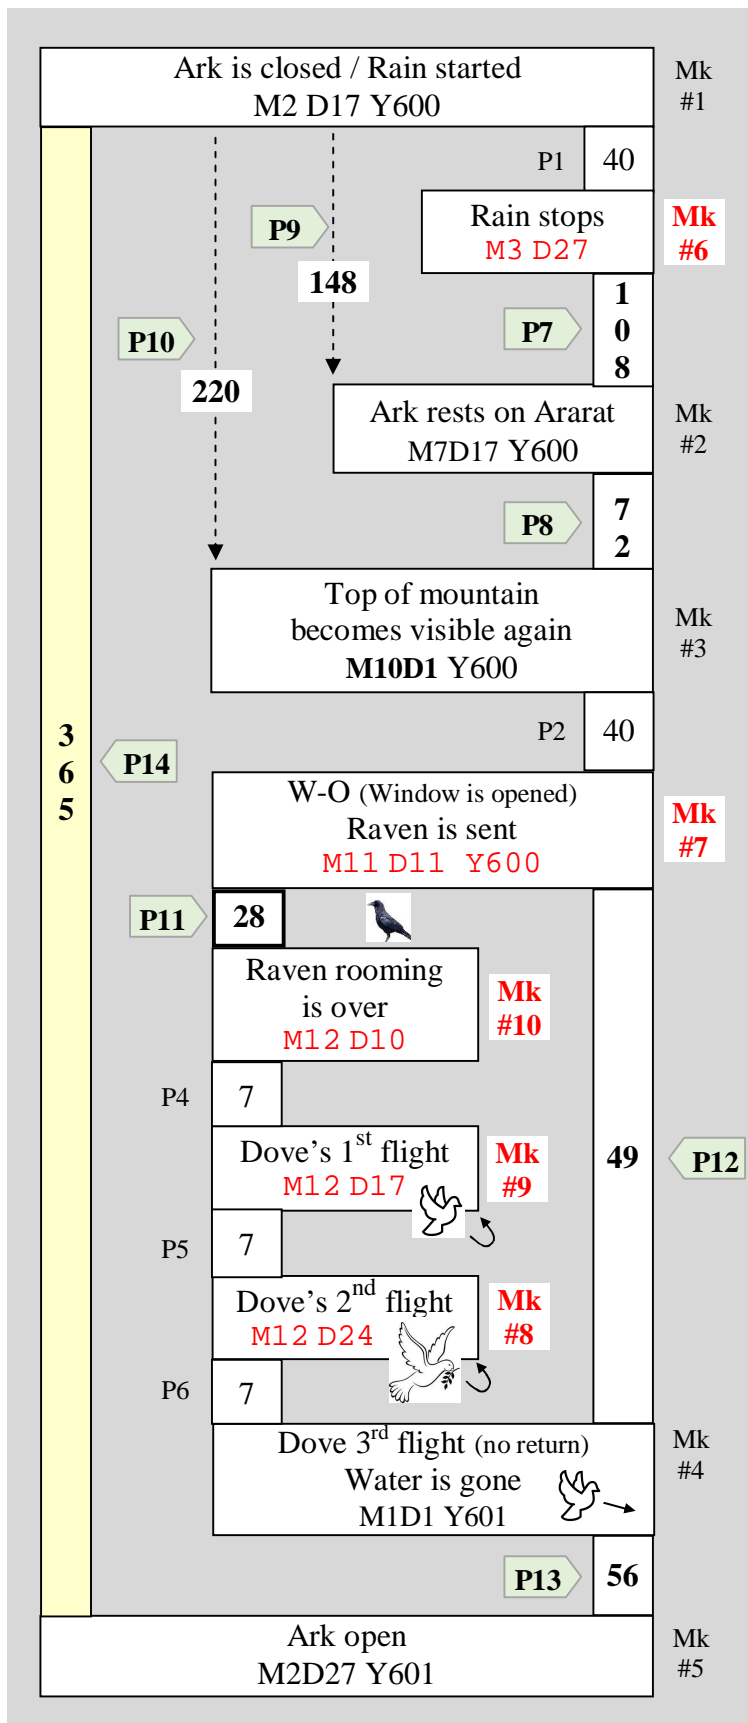 Ark is closed / Rain started
M2 D17 Y600
Mk
#1
P1
40
Rain stops
M3 D27
Mk
#6
P9
148
P7
1
0
8
P10
220
Ark rests on Ararat
M7D17 Y600
Mk
#2
P8
7
2
Top of mountain
becomes visible again
M10D1 Y600
Mk
#3
P2
40
3
6
5
P14
W-O (Window is opened)
Raven is sent
M11 D11 Y600
Mk
#7
P11
28
Raven rooming
is over
M12 D10
Mk
#10
P4
7
Dove's 1st flight
M12 D17
Mk
#9
49
P12
P5
7
Dove's 2nd flight
M12 D24
Mk
#8
P6
7
Dove 3rd flight (no return)
Water is gone
M1D1 Y601
Mk
#4
P13
56
Ark open
M2D27 Y601
Mk
#5